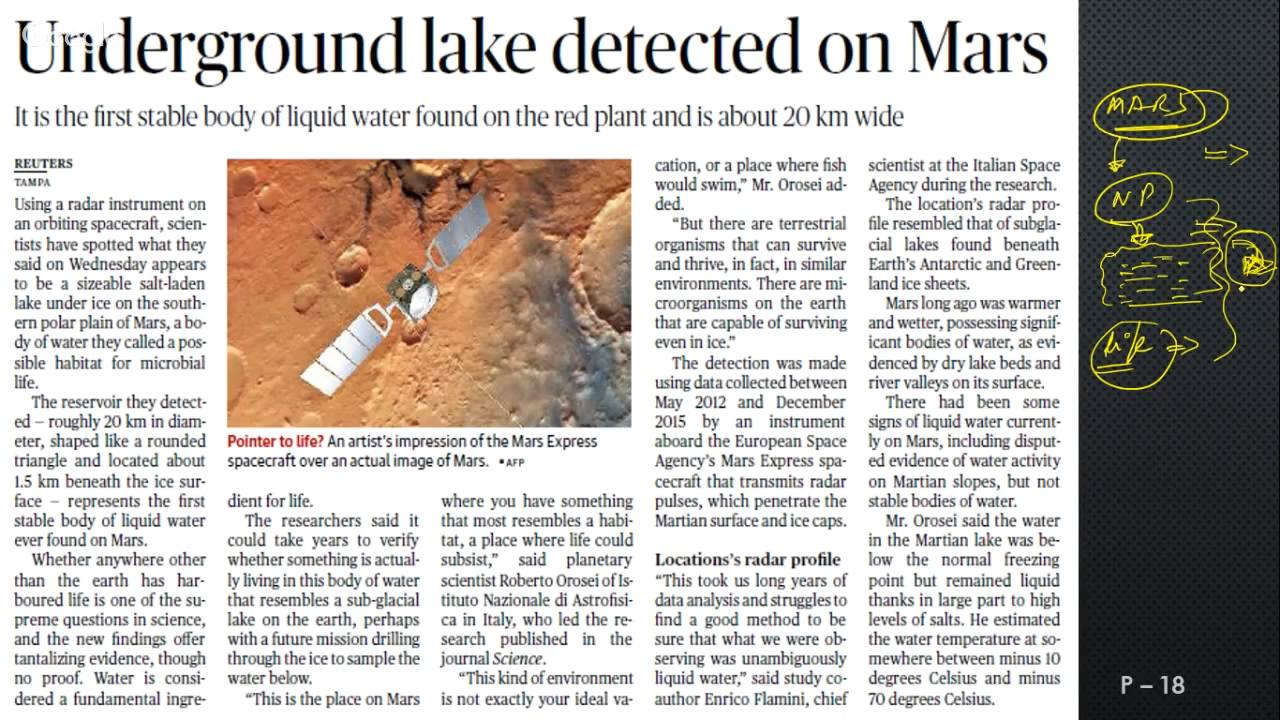 Google
Underground lake detected on Mars
It is the first stable body of liquid water found on the red plant and is about 20 km wide
REUTERS
TAMPA
Using a radar instrument on
an orbiting spacecraft, scien-
tists have spotted what they
said on Wednesday appears
to be a sizeable salt-laden
lake under ice on the south-
ern polar plain of Mars, a bo-
dy of water they called a pos-
sible habitat for microbial
life.
The reservoir they detect-
ed – roughly 20 km in diam-
eter, shaped like a rounded
triangle and located about
1.5 km beneath the ice sur-
face – represents the first
stable body of liquid water
ever found on Mars.
Whether anywhere other
than the earth has har-
boured life is one of the su-
preme questions in science,
and the new findings offer
tantalizing evidence, though
no proof. Water is consi-
dered a fundamental ingre-
Pointer to life? An artist's impression of the Mars Express
spacecraft over an actual image of Mars. • AFP
dient for life.
The researchers said it
could take years to verify
whether something is actual-
ly living in this body of water
that resembles a sub-glacial
lake on the earth, perhaps
with a future mission drilling
through the ice to sample the
water below.
"This is the place on Mars
where you have something
that most resembles a habi-
tat, a place where life could
subsist," said planetary
scientist Roberto Orosei of Is-
tituto Nazionale di Astrofisi-
ca in Italy, who led the re-
search published in the
journal Science.
"This kind of environment
is not exactly your ideal va-
cation, or a place where fish
would swim," Mr. Orosei ad-
ded.
"But there are terrestrial
organisms that can survive
and thrive, in fact, in similar
environments. There are mi-
croorganisms on the earth
that are capable of surviving
even in ice."
The detection was made
using data collected between
May 2012 and December
2015 by an instrument
aboard the European Space
Agency's Mars Express spa-
cecraft that transmits radar
pulses, which penetrate the
Martian surface and ice caps.
Locations's radar profile
"This took us long years of
data analysis and struggles to
find a good method to be
sure that what we were ob-
serving was unambiguously
liquid water," said study co-
author Enrico Flamini, chief
scientist at the Italian Space
Agency during the research.
The location's radar pro-
file resembled that of subgla-
cial lakes found beneath
Earth's Antarctic and Green-
land ice sheets.
Mars long ago was warmer
and wetter, possessing signif-
icant bodies of water, as evi-
denced by dry lake beds and
river valleys on its surface.
There had been some
signs of liquid water current-
ly on Mars, including disput-
ed evidence of water activity
on Martian slopes, but not
stable bodies of water.
Mr. Orosei said the water
in the Martian lake was be-
low the normal freezing
point but remained liquid
thanks in large part to high
levels of salts. He estimated
the water temperature at so-
mewhere between minus 10
degrees Celsius and minus
70 degrees Celsius.
MARS
NP
life
P – 18